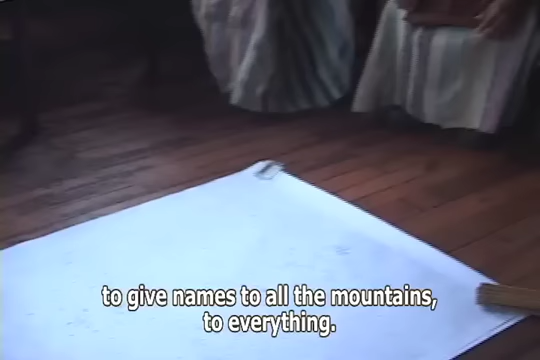 to give names to all the mountains,
to everything.